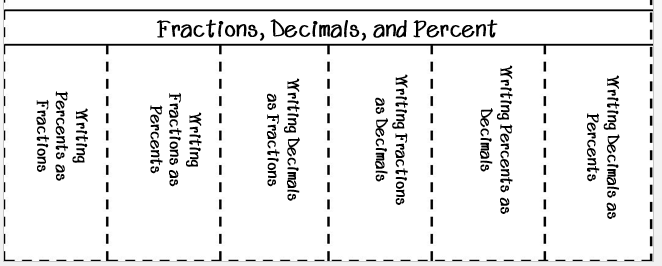 Fractions, Decimals, and Percent
Writing
Percents as
Fractions
Writing
Fractions as
Percents
Writing Decimals
as Fractions
Writing Fractions
as Decimals
Writing Percents as
Decimals
Writing Decimals as
Percents